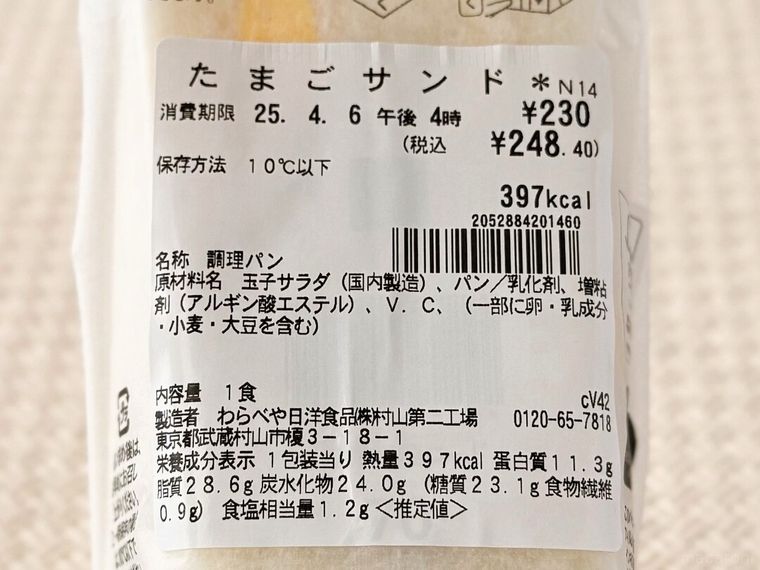 たまごサンド*N14
消費期限 25. 4. 6 午後 4時 ¥230
(税込 ¥248.40)
保存方法 10℃以下
397kcal
2052884201460
名称 調理パン
原材料名 玉子サラダ(国内製造)、パン/乳化剤、増粘
剤(アルギン酸エステル)、V.C、(一部に卵・乳成分
・小麦・大豆を含む)
内容量 1食 cV42
製造者 わらべや日洋食品㈱村山第二工場 0120-65-7818
東京都武蔵村山市榎3-18-1
栄養成分表示 1包装当り 熱量397kcal 蛋白質11.3g
脂質28.6g 炭水化物24.0g (糖質23.1g 食物繊維
0.9g) 食塩相当量1.2g<推定値>